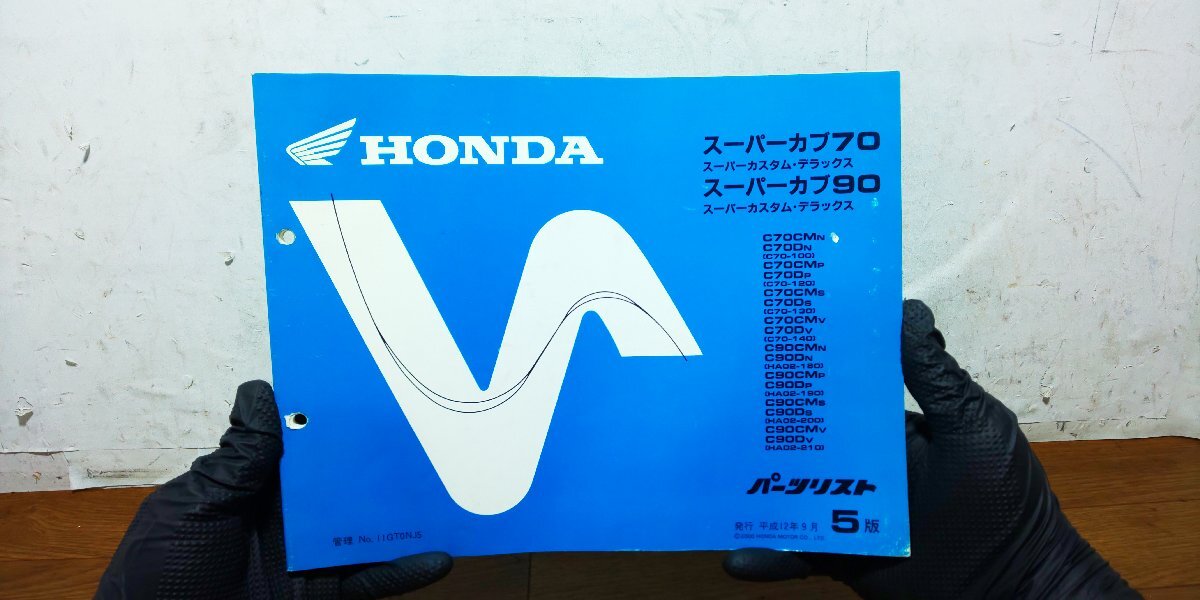 HONDA
スーパーカブ70
スーパーカスタム・デラックス
スーパーカブ90
スーパーカスタム・デラックス
C70CMN
C70DN
(C70-100)
C70CMP
C70DP
(C70-120)
C70CMS
C70DS
(C70-130)
C70CMV
C70DV
(C70-140)
C90CMN
C90DN
(HA02-180)
C90CMP
C90DP
(HA02-190)
C90CMS
C90DS
(HA02-200)
C90CMV
C90DV
(HA02-210)
パーツリスト
発行 平成12年9月 5版
©2000 HONDA MOTOR CO., LTD.
管理 No. 11GT0NJ5